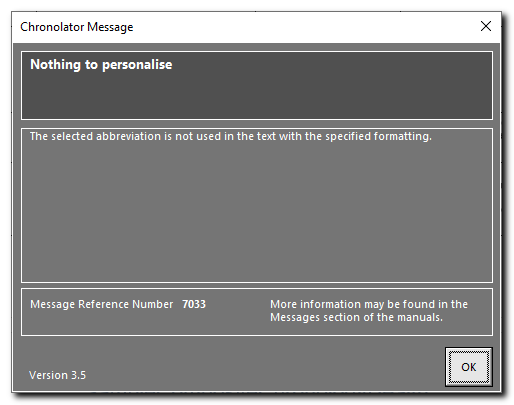 Chronolator Message
Nothing to personalise
The selected abbreviation is not used in the text with the specified formatting.
Message Reference Number 7033
More information may be found in the
Messages section of the manuals.
Version 3.5
OK